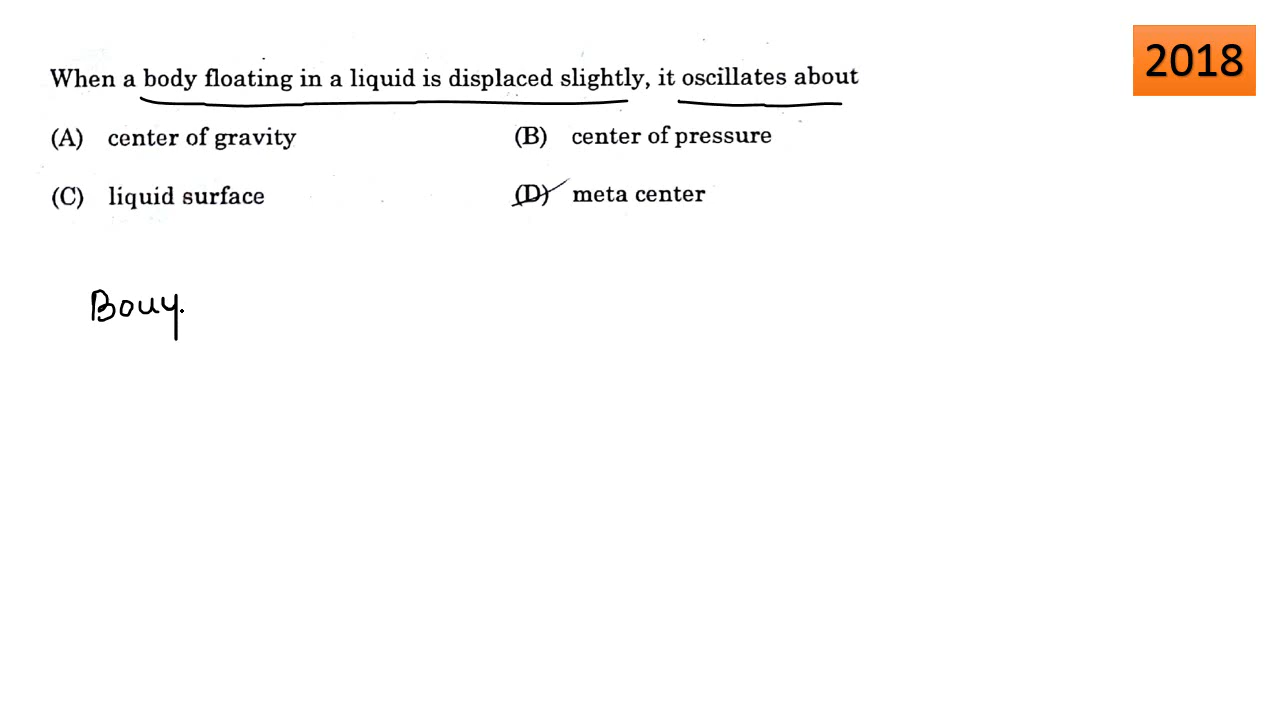 2018
When a body floating in a liquid is displaced slightly, it oscillates about
(A) center of gravity (B) center of pressure
(C) liquid surface (D) meta center
Bouy.